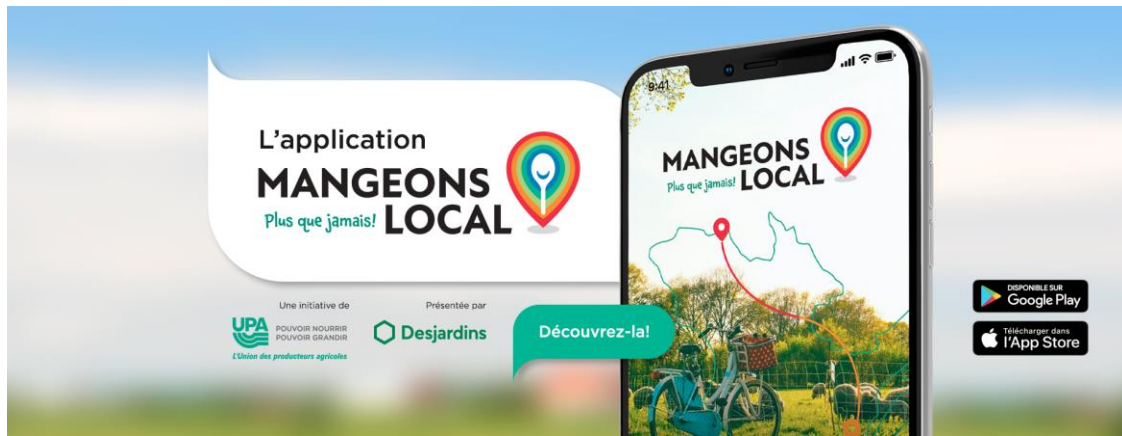 L'application
MANGEONS
Plus que jamais! LOCAL
Une initiative de
UPA
POUVOIR NOURRIR
POUVOIR GRANDIR
L'Union des producteurs agricoles
Présentée par
Desjardins
Découvrez-la!
9:41
MANGEONS
Plus que jamais! LOCAL
DISPONIBLE SUR
Google Play
Télécharger dans
l'App Store